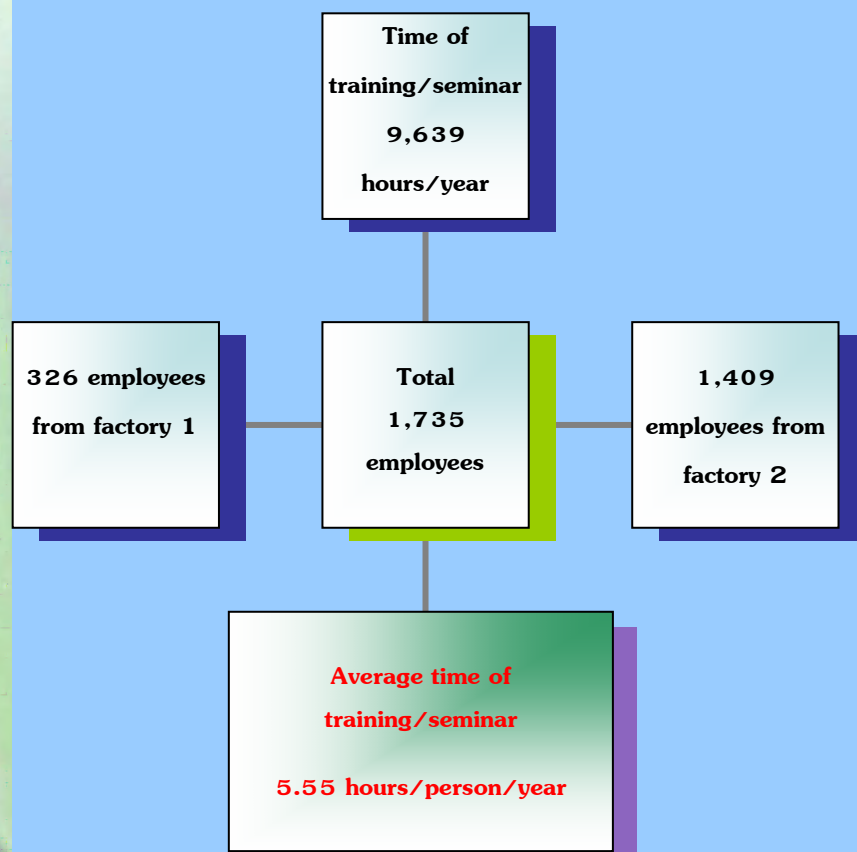 Time of
training/seminar
9,639
hours/year
326 employees
from factory 1
Total
1,735
employees
1,409
employees from
factory 2
Average time of
training/seminar
5.55 hours/person/year